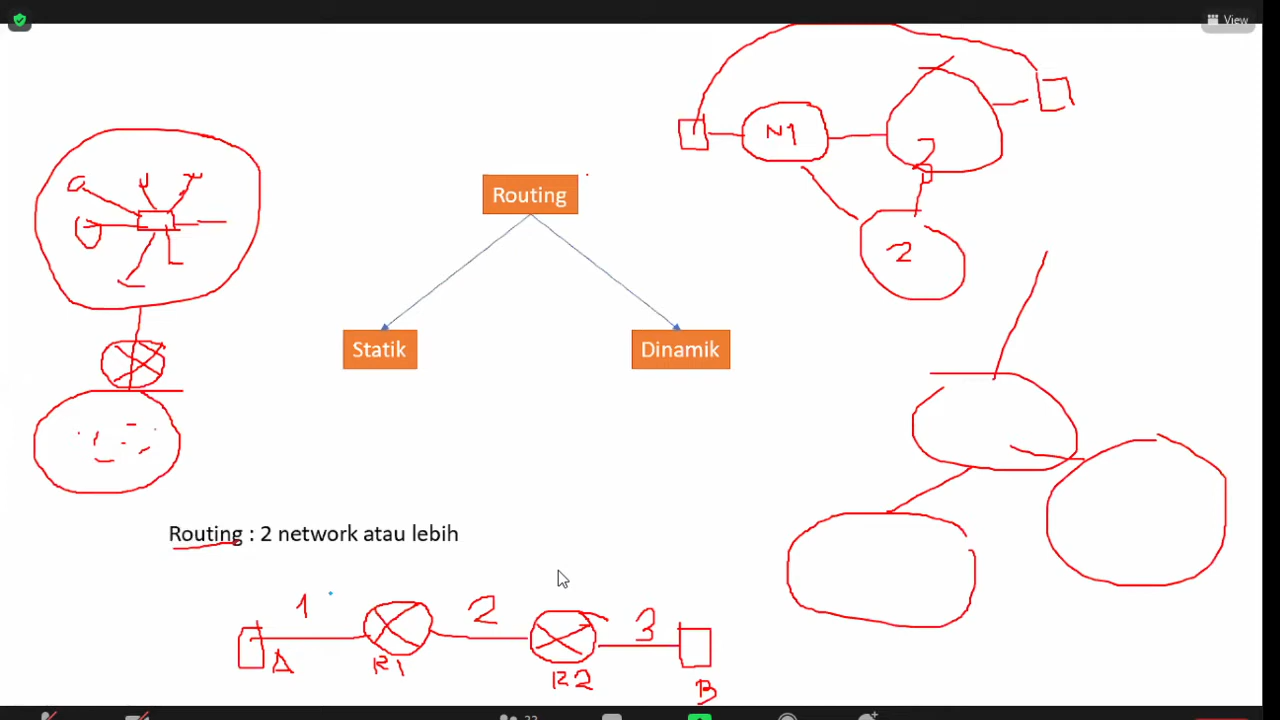 View
N1
2
Routing
2
Statik
Dinamik
Routing : 2 network atau lebih
1
2
3
A
R1
R2
B